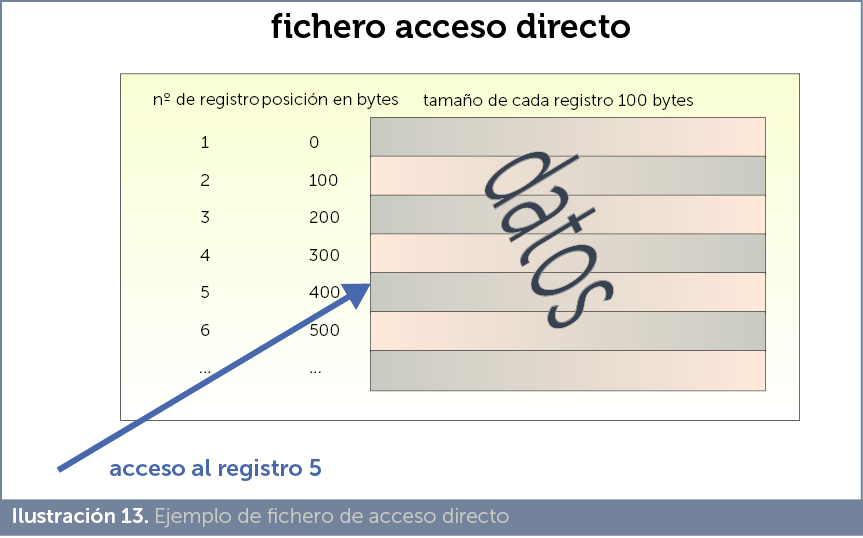 fichero acceso directo
nº de registro posición en bytes tamaño de cada registro 100 bytes
1 0
2 100
3 200
4 300
5 400
6 500
... ...
datos
acceso al registro 5
Ilustración 13. Ejemplo de fichero de acceso directo